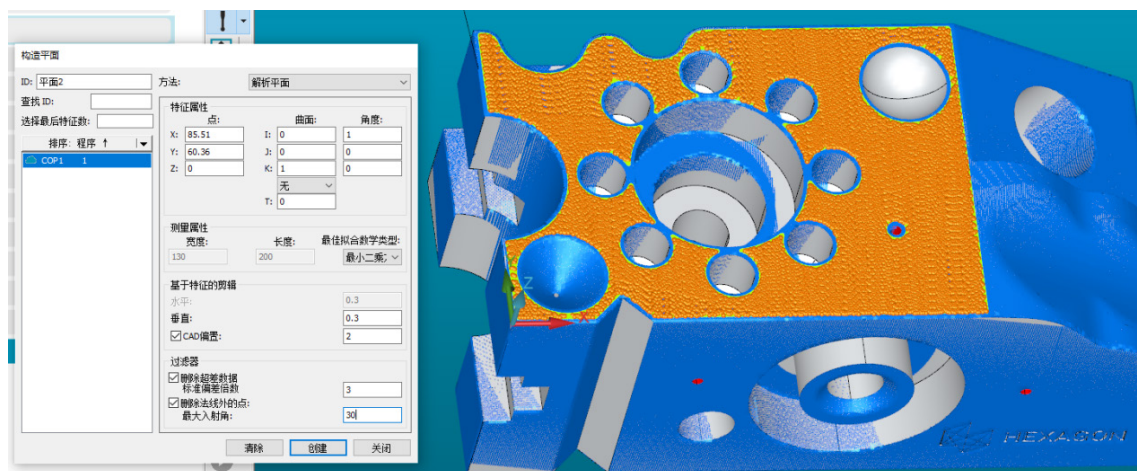 构造平面
ID: 平面2
方法: 解析平面
查找 ID:
选择最后特征数:
排序: 程序 ↑
COP1 1
特征属性
点: 曲面: 角度:
X: 85.51 I: 0 1
Y: 60.36 J: 0 0
Z: 0 K: 1 0
无
T: 0
测量属性
宽度: 长度: 最佳拟合数学类型:
130 200 最小二乘;
基于特征的剪辑
水平: 0.3
垂直: 0.3
CAD偏置: 2
过滤器
删除超差数据
标准偏差倍数 3
删除法线外的点:
最大入射角: 30
清除 创建 关闭
Z
X
HEXAGON